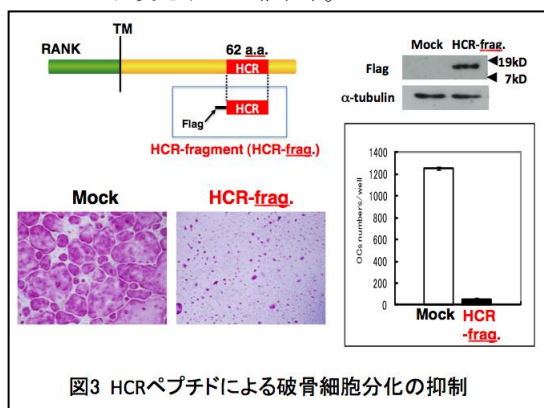 TM
RANK
62 a.a.
HCR
HCR
Flag
HCR-fragment (HCR-frag.)
Mock HCR-frag.
Flag
19kD
7kD
α-tubulin
Mock
HCR-frag.
OCs numbers/well
1400
1200
1000
800
600
400
200
0
Mock
HCR
-frag.
図3 HCRペプチドによる破骨細胞分化の抑制